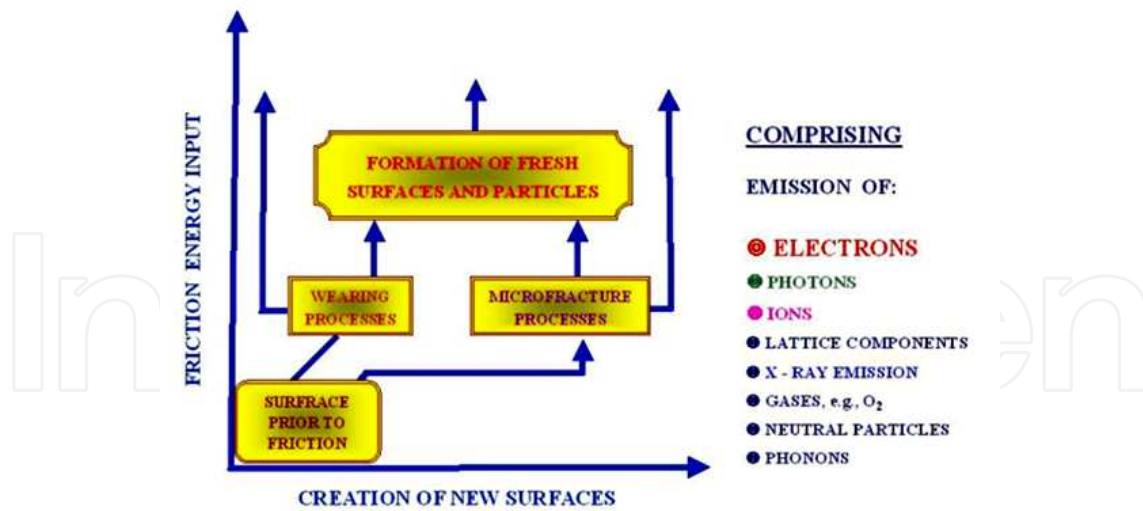 FRICTION ENERGY INPUT
FORMATION OF FRESH
SURFACES AND PARTICLES
WEARING
PROCESSES
MICROFRACTURE
PROCESSES
SURFRACE
PRIOR TO
FRICTION
CREATION OF NEW SURFACES
COMPRISING
EMISSION OF:
ELECTRONS
PHOTONS
IONS
LATTICE COMPONENTS
X - RAY EMISSION
GASES, e.g., O₂
NEUTRAL PARTICLES
PHONONS